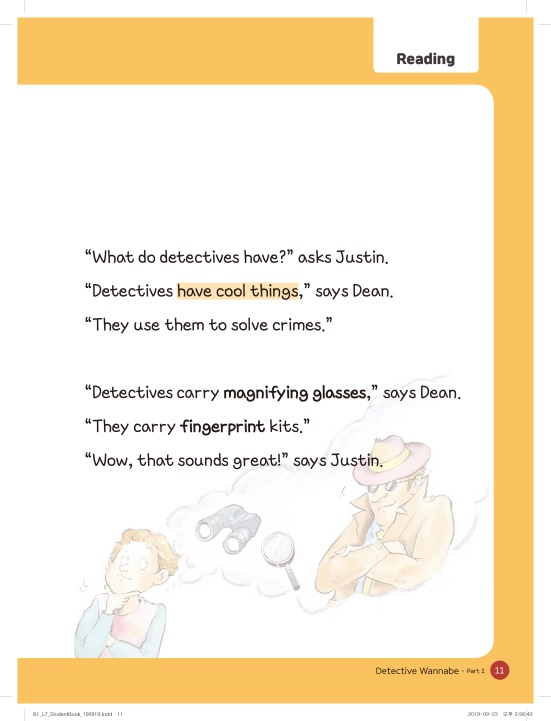 Reading
“What do detectives have?” asks Justin.
“Detectives have cool things,” says Dean.
“They use them to solve crimes.”
“Detectives carry magnifying glasses,” says Dean.
“They carry fingerprint kits.”
“Wow, that sounds great!” says Justin.
Detective Wannabe · Part 1 11
B1_L7_StudentBook_190919.indd 11
2019-09-23 오후 2:56:43